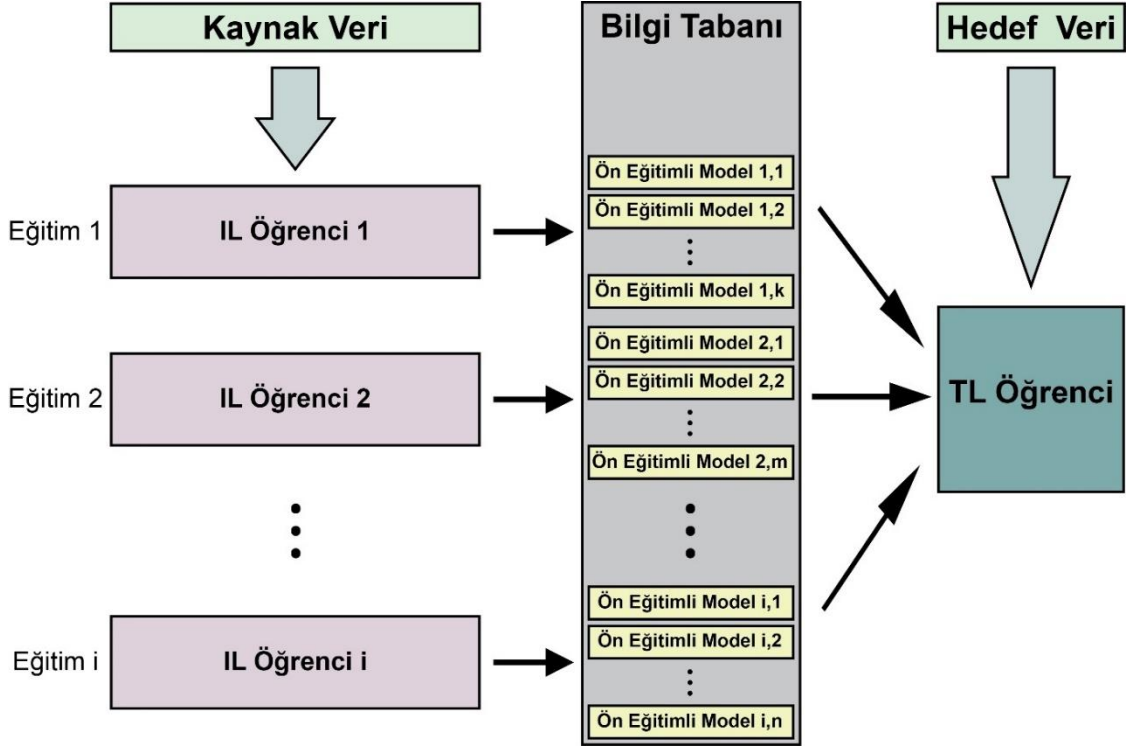 Kaynak Veri
Bilgi Tabanı
Hedef Veri
Ön Eğitimli Model 1,1
Eğitim 1
IL Öğrenci 1
Ön Eğitimli Model 1,2
Ön Eğitimli Model 1,k
Ön Eğitimli Model 2,1
Eğitim 2
IL Öğrenci 2
Ön Eğitimli Model 2,2
TL Öğrenci
Ön Eğitimli Model 2,m
Ön Eğitimli Model i,1
Eğitim i
IL Öğrenci i
Ön Eğitimli Model i,2
Ön Eğitimli Model i,n